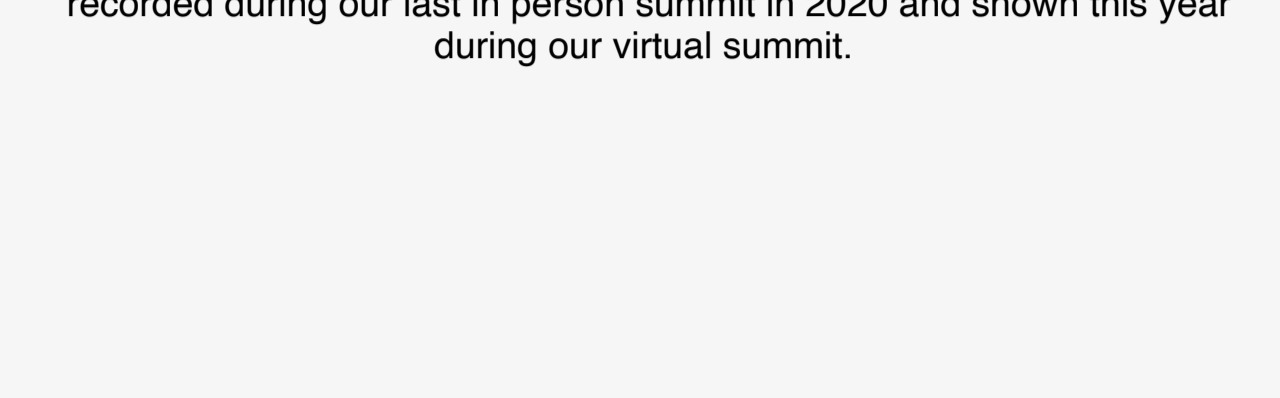 recorded during our last in person summit in 2020 and shown this year
during our virtual summit.